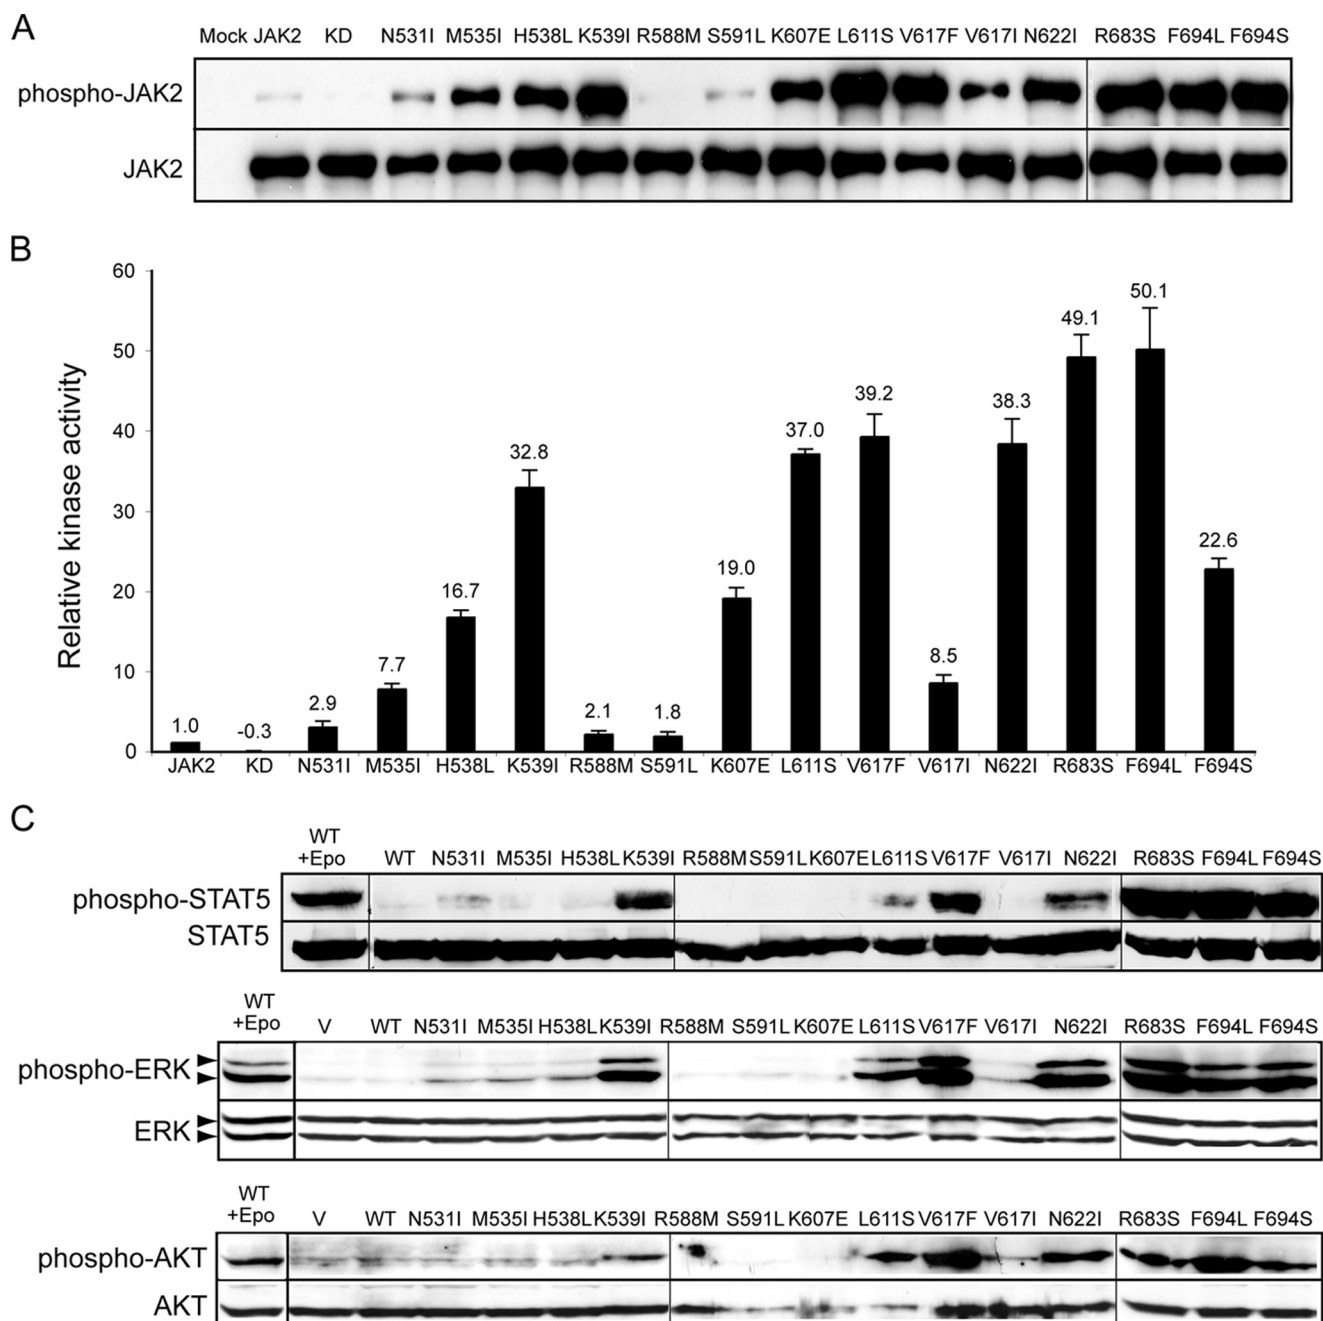 A
Mock JAK2 KD N531I M535I H538L K539I R588M S591L K607E L611S V617F V617I N622I R683S F694L F694S
phospho-JAK2
JAK2
B
Relative kinase activity
60
50
40
30
20
10
0
1.0 -0.3 2.9 7.7 16.7 32.8 2.1 1.8 19.0 37.0 39.2 8.5 38.3 49.1 50.1 22.6
JAK2 KD N531I M535I H538L K539I R588M S591L K607E L611S V617F V617I N622I R683S F694L F694S
C
WT
+Epo WT N531I M535I H538L K539I R588M S591L K607E L611S V617F V617I N622I R683S F694L F694S
phospho-STAT5
STAT5
WT
+Epo V WT N531I M535I H538L K539I R588M S591L K607E L611S V617F V617I N622I R683S F694L F694S
phospho-ERK
ERK
WT
+Epo V WT N531I M535I H538L K539I R588M S591L K607E L611S V617F V617I N622I R683S F694L F694S
phospho-AKT
AKT